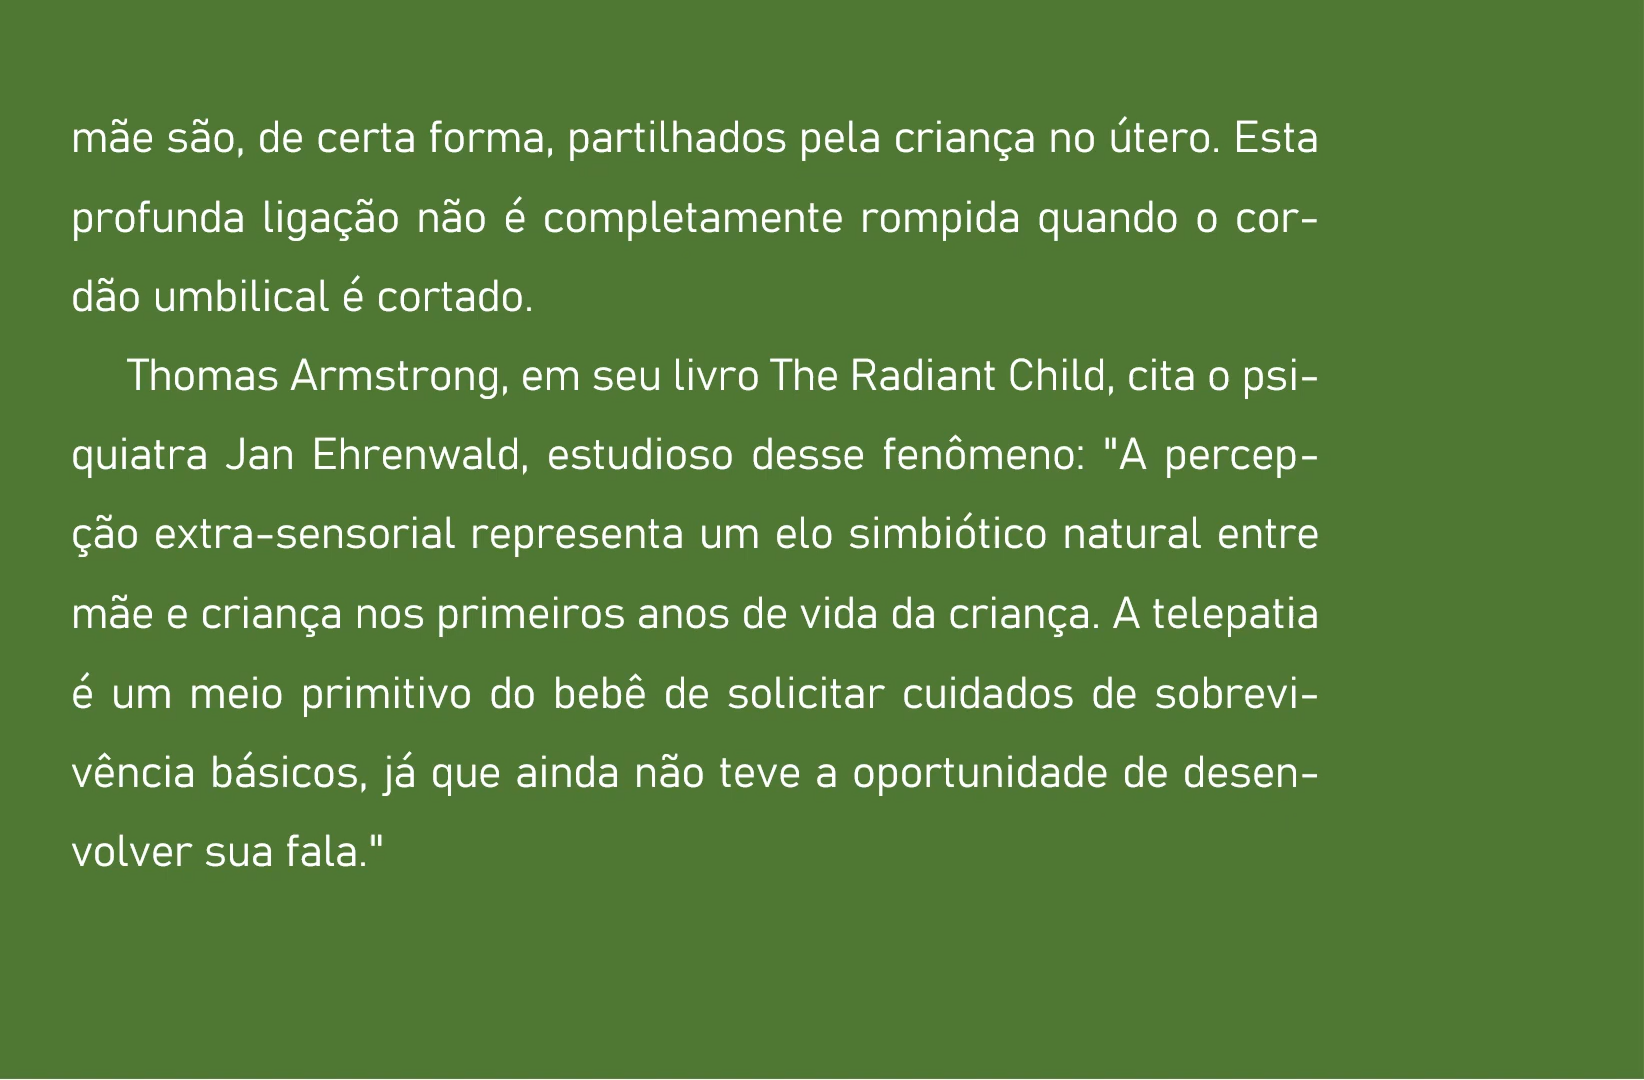 mãe são, de certa forma, partilhados pela criança no útero. Esta
profunda ligação não é completamente rompida quando o cor-
dão umbilical é cortado.
Thomas Armstrong, em seu livro The Radiant Child, cita o psi-
quiatra Jan Ehrenwald, estudioso desse fenômeno: "A percep-
ção extra-sensorial representa um elo simbiótico natural entre
mãe e criança nos primeiros anos de vida da criança. A telepatia
é um meio primitivo do bebê de solicitar cuidados de sobrevi-
vência básicos, já que ainda não teve a oportunidade de desen-
volver sua fala."